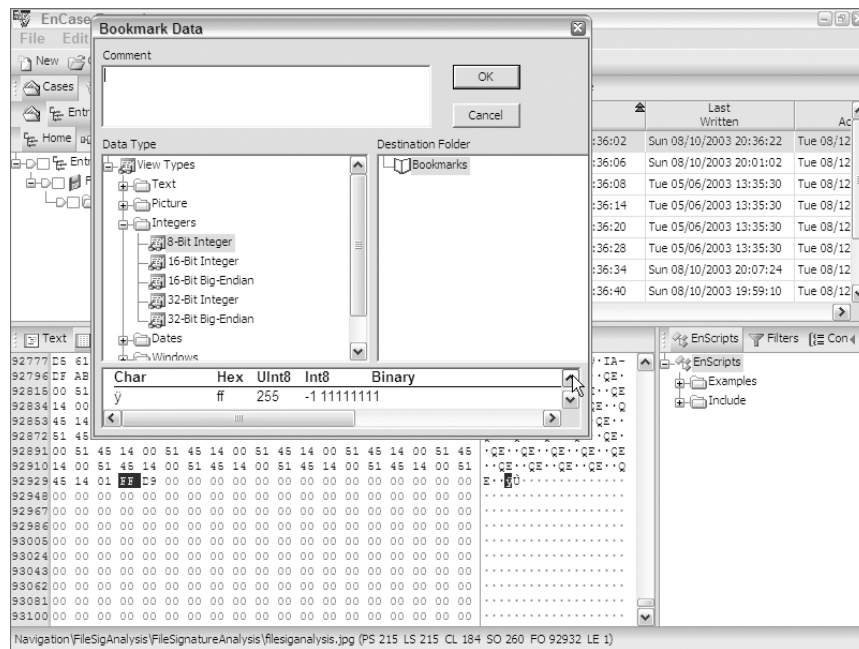 EnCase
Bookmark Data
File Edit
Comment
New
OK
Cases
Cancel
Entr
Last Written
Ac
Home
Data Type
Destination Folder
Entr
View Types
Bookmarks
Text
Picture
Integers
8-Bit Integer
16-Bit Integer
16-Bit Big-Endian
32-Bit Integer
32-Bit Big-Endian
Dates
Windows
:36:02 Sun 08/10/2003 20:36:22 Tue 08/12
:36:06 Sun 08/10/2003 20:01:02 Tue 08/12
:36:08 Tue 05/06/2003 13:35:30 Tue 08/12
:36:14 Tue 05/06/2003 13:35:30 Tue 08/12
:36:20 Tue 05/06/2003 13:35:30 Tue 08/12
:36:28 Tue 05/06/2003 13:35:30 Tue 08/12
:36:34 Sun 08/10/2003 20:07:24 Tue 08/12
:36:40 Sun 08/10/2003 19:59:10 Tue 08/12
Text
EnScripts Filters Con
EnScripts
Examples
Include
Char Hex UInt8 Int8 Binary
ÿ ff 255 -1 11111111
92777 D5 61
92796 DF AB
92815 00 51
92834 14 00
92853 45 14
92872 51 45
92891 00 51 45 14 00 51 45 14 00 51 45 14 00 51 45 14 00 51 45 ·QE··QE··QE··QE··QE
92910 14 00 51 45 14 00 51 45 14 00 51 45 14 00 51 45 14 00 51 ··QE··QE··QE··QE··Q
92929 45 14 01 FF D9 00 00 00 00 00 00 00 00 00 00 00 00 00 00 E··ÿÙ··············
92948 00 00 00 00 00 00 00 00 00 00 00 00 00 00 00 00 00 00 00 ···················
92967 00 00 00 00 00 00 00 00 00 00 00 00 00 00 00 00 00 00 00 ···················
92986 00 00 00 00 00 00 00 00 00 00 00 00 00 00 00 00 00 00 00 ···················
93005 00 00 00 00 00 00 00 00 00 00 00 00 00 00 00 00 00 00 00 ···················
93024 00 00 00 00 00 00 00 00 00 00 00 00 00 00 00 00 00 00 00 ···················
93043 00 00 00 00 00 00 00 00 00 00 00 00 00 00 00 00 00 00 00 ···················
93062 00 00 00 00 00 00 00 00 00 00 00 00 00 00 00 00 00 00 00 ···················
93081 00 00 00 00 00 00 00 00 00 00 00 00 00 00 00 00 00 00 00 ···················
93100 00 00 00 00 00 00 00 00 00 00 00 00 00 00 00 00 00 00 00 ···················
Navigation\FileSigAnalysis\FileSignatureAnalysis\filesiganalysis.jpg (PS 215 LS 215 CL 184 SO 260 FO 92932 LE 1)